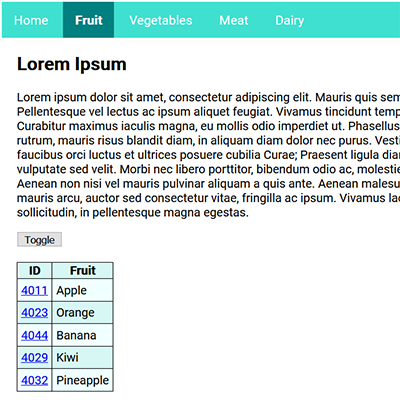 Home Fruit Vegetables Meat Dairy
Lorem Ipsum
Lorem ipsum dolor sit amet, consectetur adipiscing elit. Mauris quis sem
Pellentesque vel lectus ac ipsum aliquet feugiat. Vivamus tincidunt temp
Curabitur maximus iaculis magna, eu mollis odio imperdiet ut. Phasellus
rutrum, mauris risus blandit diam, in aliquam diam dolor nec purus. Vesti
faucibus orci luctus et ultrices posuere cubilia Curae; Praesent ligula diam
vulputate sed velit. Morbi nec libero porttitor, bibendum odio ac, molestie
Aenean non nisi vel mauris pulvinar aliquam a quis ante. Aenean malesu
mauris arcu, auctor sed consectetur vitae, fringilla ac ipsum. Vivamus lac
sollicitudin, in pellentesque magna egestas.
Toggle
ID Fruit
4011 Apple
4023 Orange
4044 Banana
4029 Kiwi
4032 Pineapple